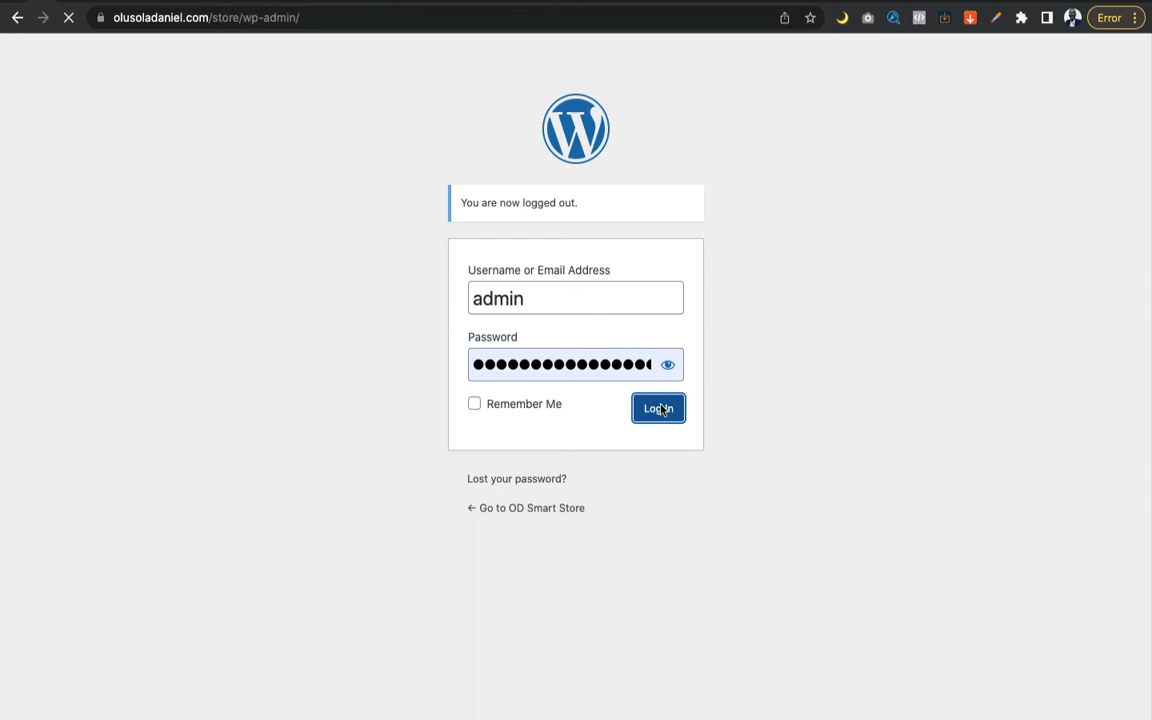 olusoladaniel.com/store/wp-admin/
Error
You are now logged out.
Username or Email Address
admin
Password
Remember Me
Log In
Lost your password?
← Go to OD Smart Store